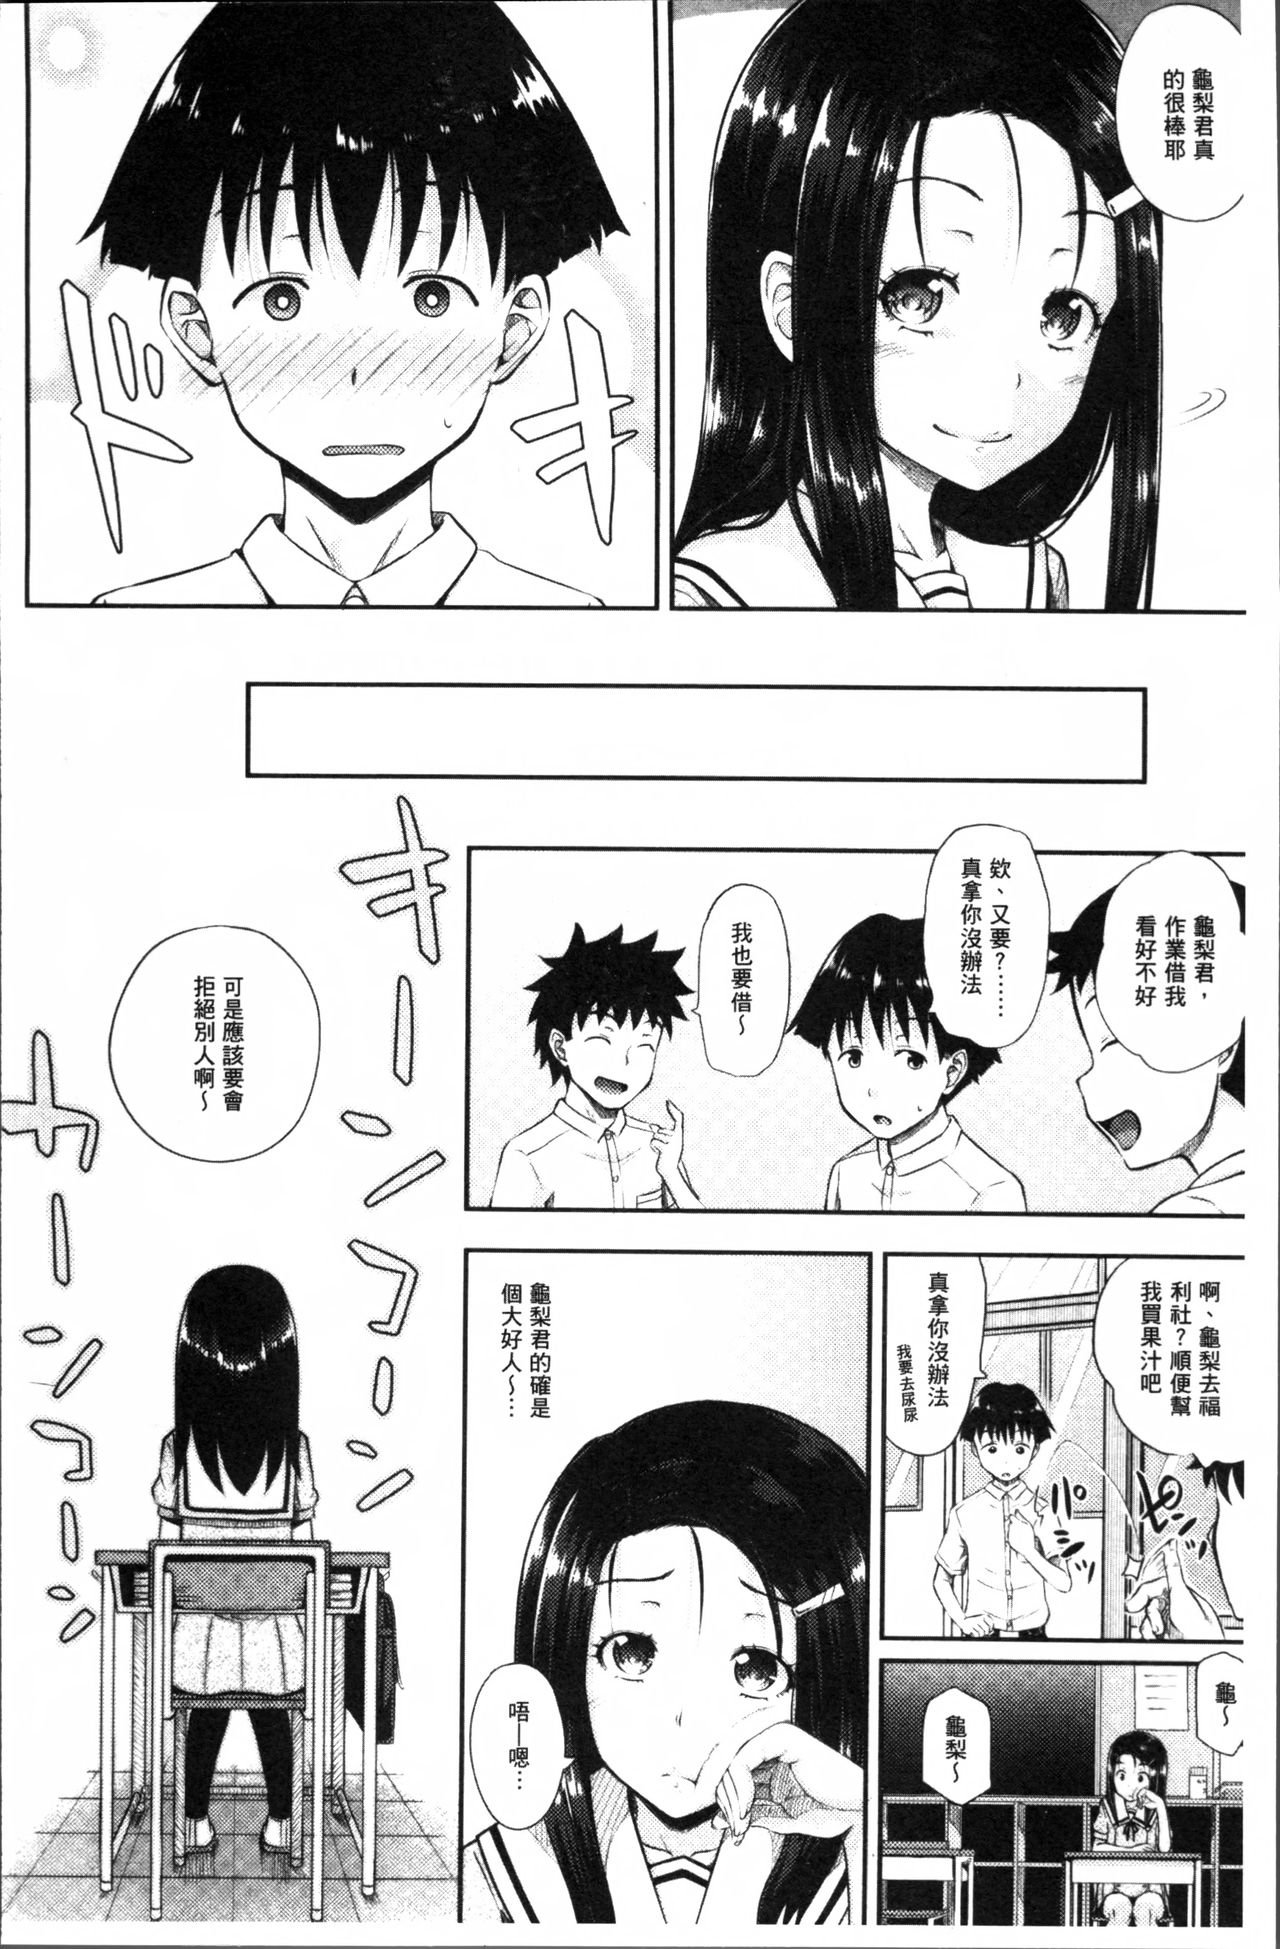 龜梨君真
的很棒耶
ドキ
龜梨君，
作業借我
看好不好
欸、又要？……
真拿你沒辦法
我也要借～
啊、龜梨去福
利社？順便幫
我買果汁吧
真拿你沒辦法
我要去尿尿
ピッ
パッ
龜～
龜梨～
龜梨君的確是
個大好人～…
唔—嗯…
可是應該要會
拒絕別人啊～
キーンコーン
カーンコーン